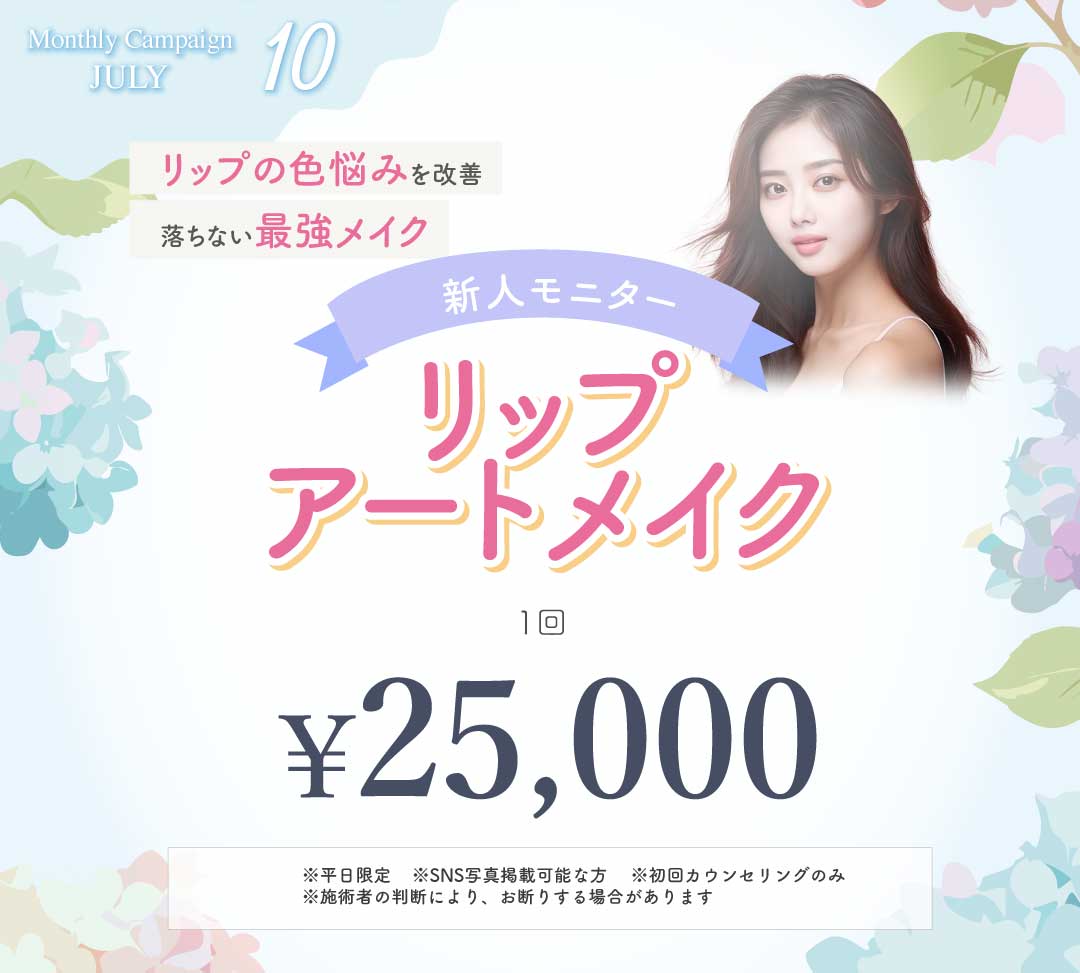 Monthly Campaign
JULY
10
リップの色悩みを改善
落ちない最強メイク
新人モニター
リップ
アートメイク
1回
¥25,000
※平日限定 ※SNS写真掲載可能な方 ※初回カウンセリングのみ
※施術者の判断により、お断りする場合があります